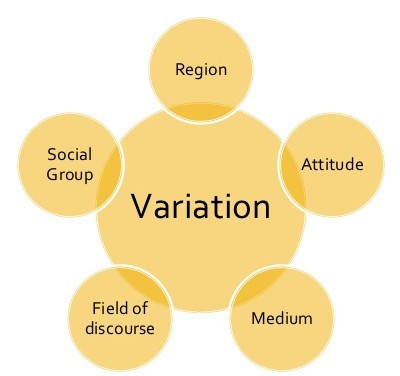 Region
Social
Group
Attitude
Variation
Field of
discourse
Medium